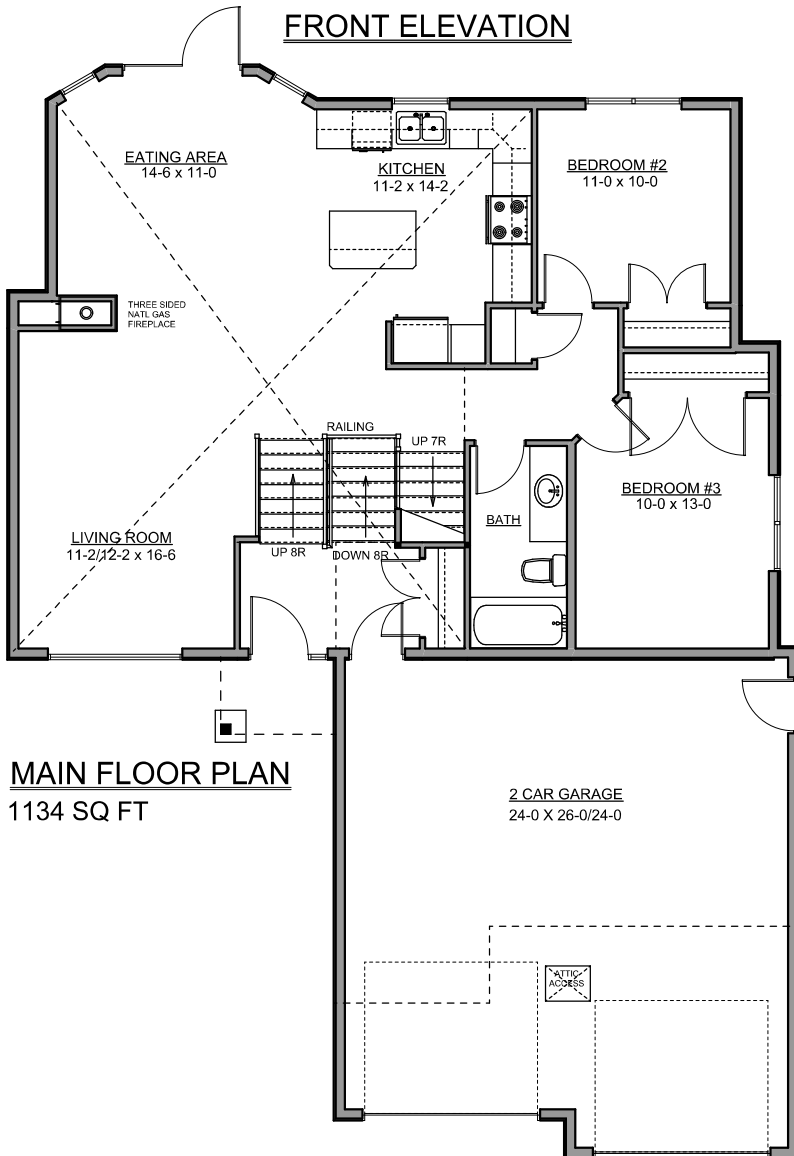 FRONT ELEVATION
EATING AREA
14-6 x 11-0
KITCHEN
11-2 x 14-2
BEDROOM #2
11-0 x 10-0
THREE SIDED
NATL GAS
FIREPLACE
RAILING
UP 7R
LIVING ROOM
11-2/12-2 x 16-6
UP 8R
DOWN 8R
BATH
BEDROOM #3
10-0 x 13-0
MAIN FLOOR PLAN
1134 SQ FT
2 CAR GARAGE
24-0 X 26-0/24-0
ATTIC
ACCESS